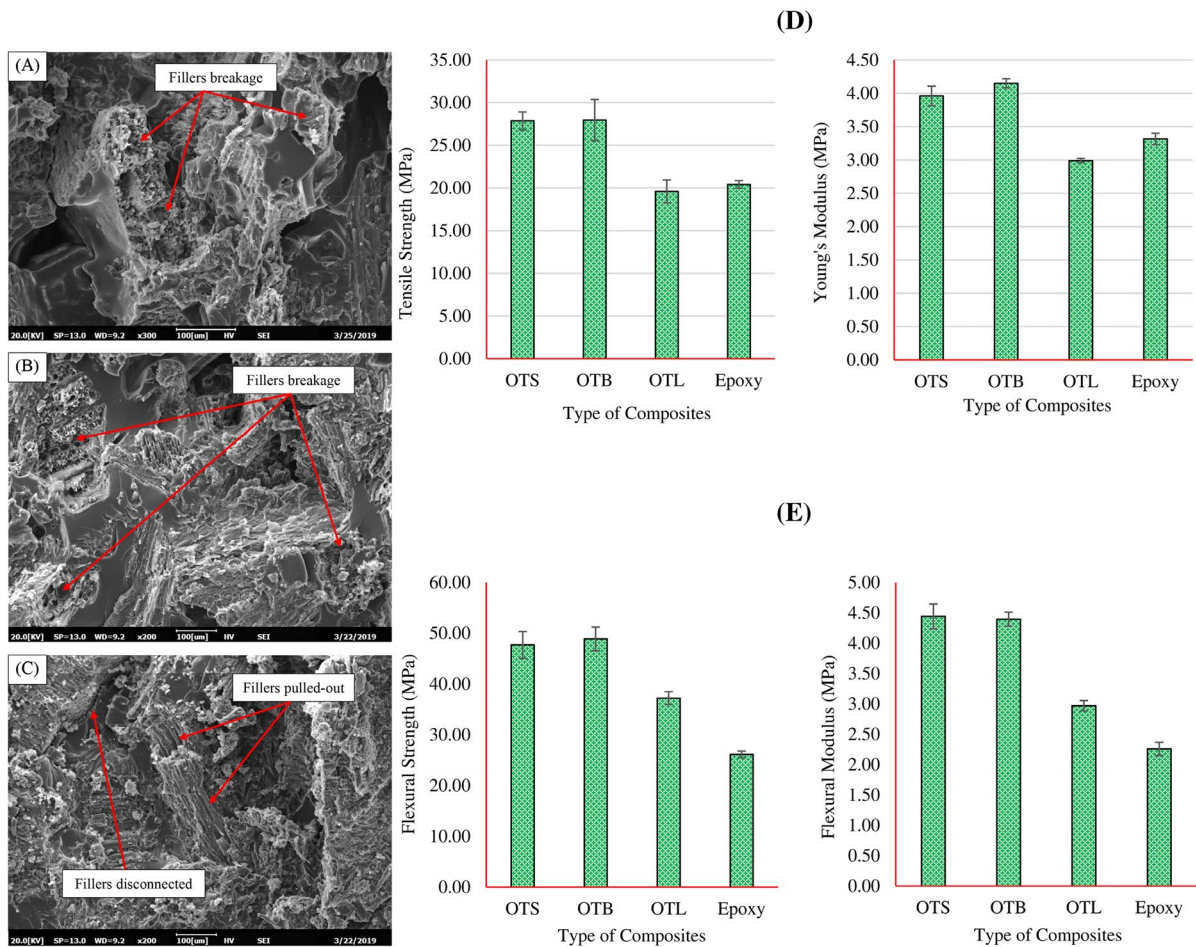 (A)
Fillers breakage
20.0[KV] SP=13.0 WD=9.2 x300 100[um] HV SEI 3/25/2019
(B)
Fillers breakage
20.0[KV] SP=13.0 WD=9.2 x200 100[um] HV SEI 3/22/2019
(C)
Fillers pulled-out
Fillers disconnected
20.0[KV] SP=13.0 WD=9.2 x200 100[um] HV SEI 3/22/2019
(D)
Tensile Strength (MPa)
35.00
30.00
25.00
20.00
15.00
10.00
5.00
0.00
OTS OTB OTL Epoxy
Type of Composites
Young's Modulus (MPa)
4.50
4.00
3.50
3.00
2.50
2.00
1.50
1.00
0.50
0.00
OTS OTB OTL Epoxy
Type of Composites
(E)
Flexural Strength (MPa)
60.00
50.00
40.00
30.00
20.00
10.00
0.00
OTS OTB OTL Epoxy
Type of Composites
Flexural Modulus (MPa)
5.00
4.50
4.00
3.50
3.00
2.50
2.00
1.50
1.00
0.50
0.00
OTS OTB OTL Epoxy
Type of Composites